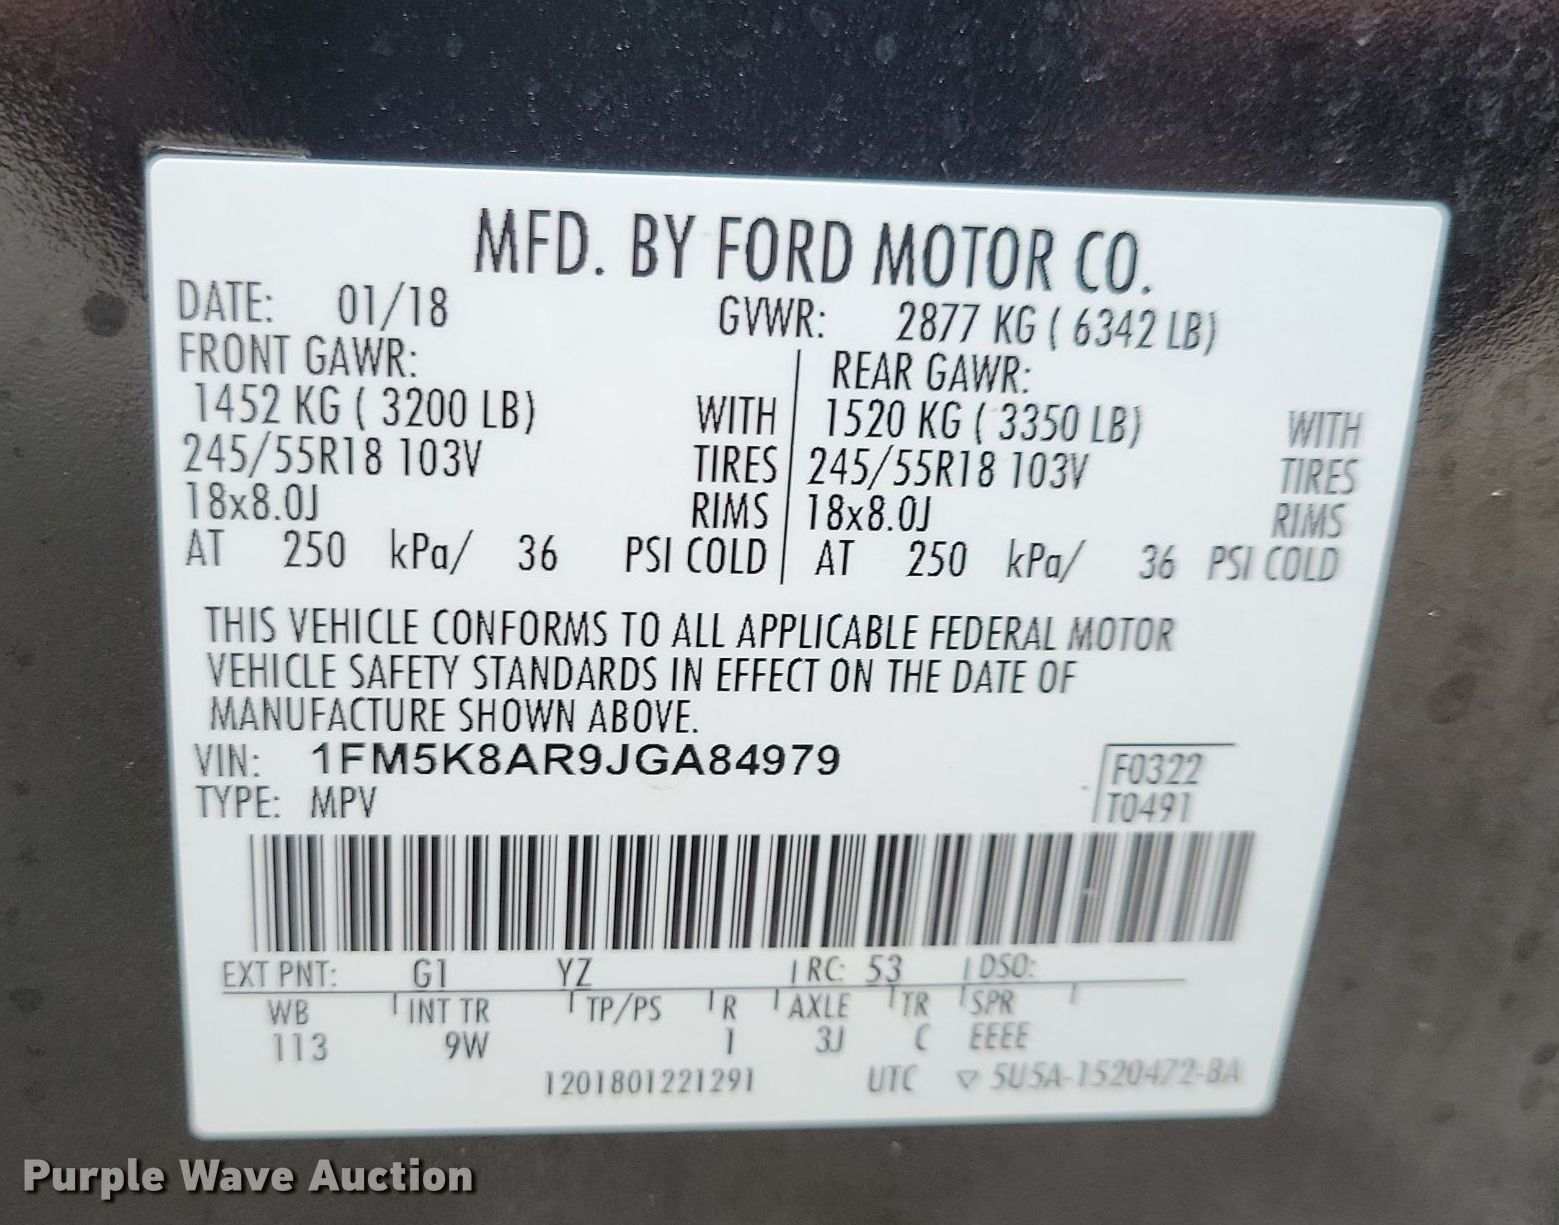 MFD. BY FORD MOTOR CO.
DATE: 01/18 GVWR: 2877 KG ( 6342 LB)
FRONT GAWR: REAR GAWR:
1452 KG ( 3200 LB) WITH 1520 KG ( 3350 LB) WITH
245/55R18 103V TIRES 245/55R18 103V TIRES
18x8.0J RIMS 18x8.0J RIMS
AT 250 kPa/ 36 PSI COLD AT 250 kPa/ 36 PSI COLD
THIS VEHICLE CONFORMS TO ALL APPLICABLE FEDERAL MOTOR
VEHICLE SAFETY STANDARDS IN EFFECT ON THE DATE OF
MANUFACTURE SHOWN ABOVE.
VIN: 1FM5K8AR9JGA84979 F0322
TYPE: MPV T0491
EXT PNT: G1 YZ RC: 53 DSO:
WB INT TR TP/PS R AXLE TR SPR
113 9W 1 3J C EEEE
1201801221291 UTC ▽ 5U5A-1520472-BA
Purple Wave Auction